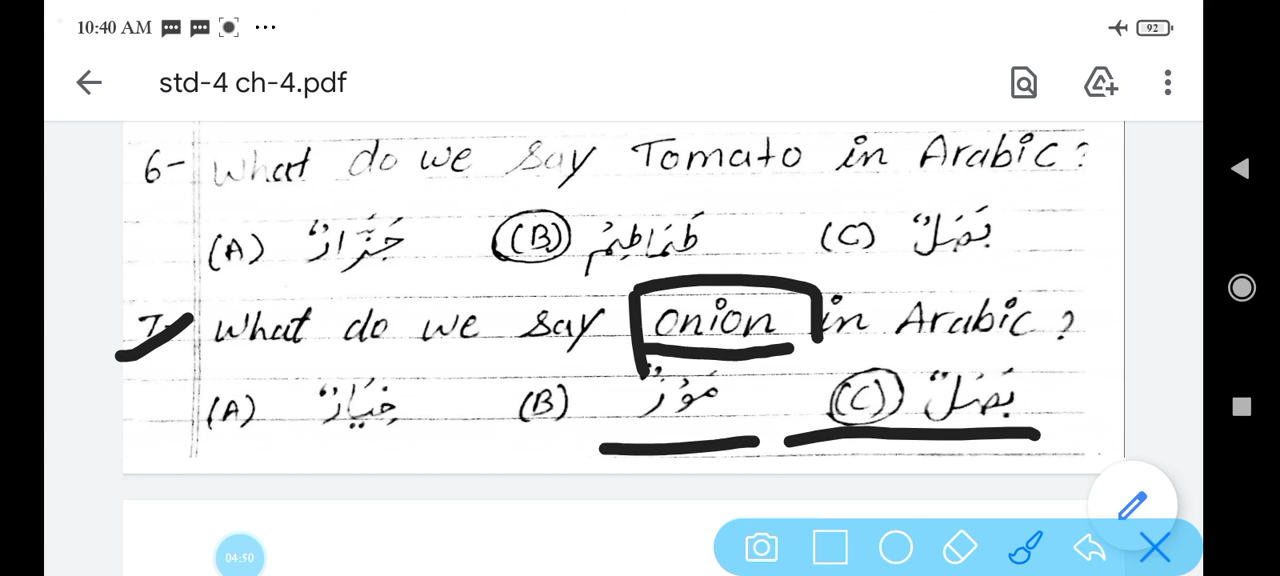 10:40 AM ... 92
std-4 ch-4.pdf
6- What do we say Tomato in Arabic?
(A) جَزَّارٌ (B) طَمَاطِمُ (C) بَصَلٌ
7- What do we say onion in Arabic?
(A) خِيَارٌ (B) مَوْزٌ (C) بَصَلٌ
04:50